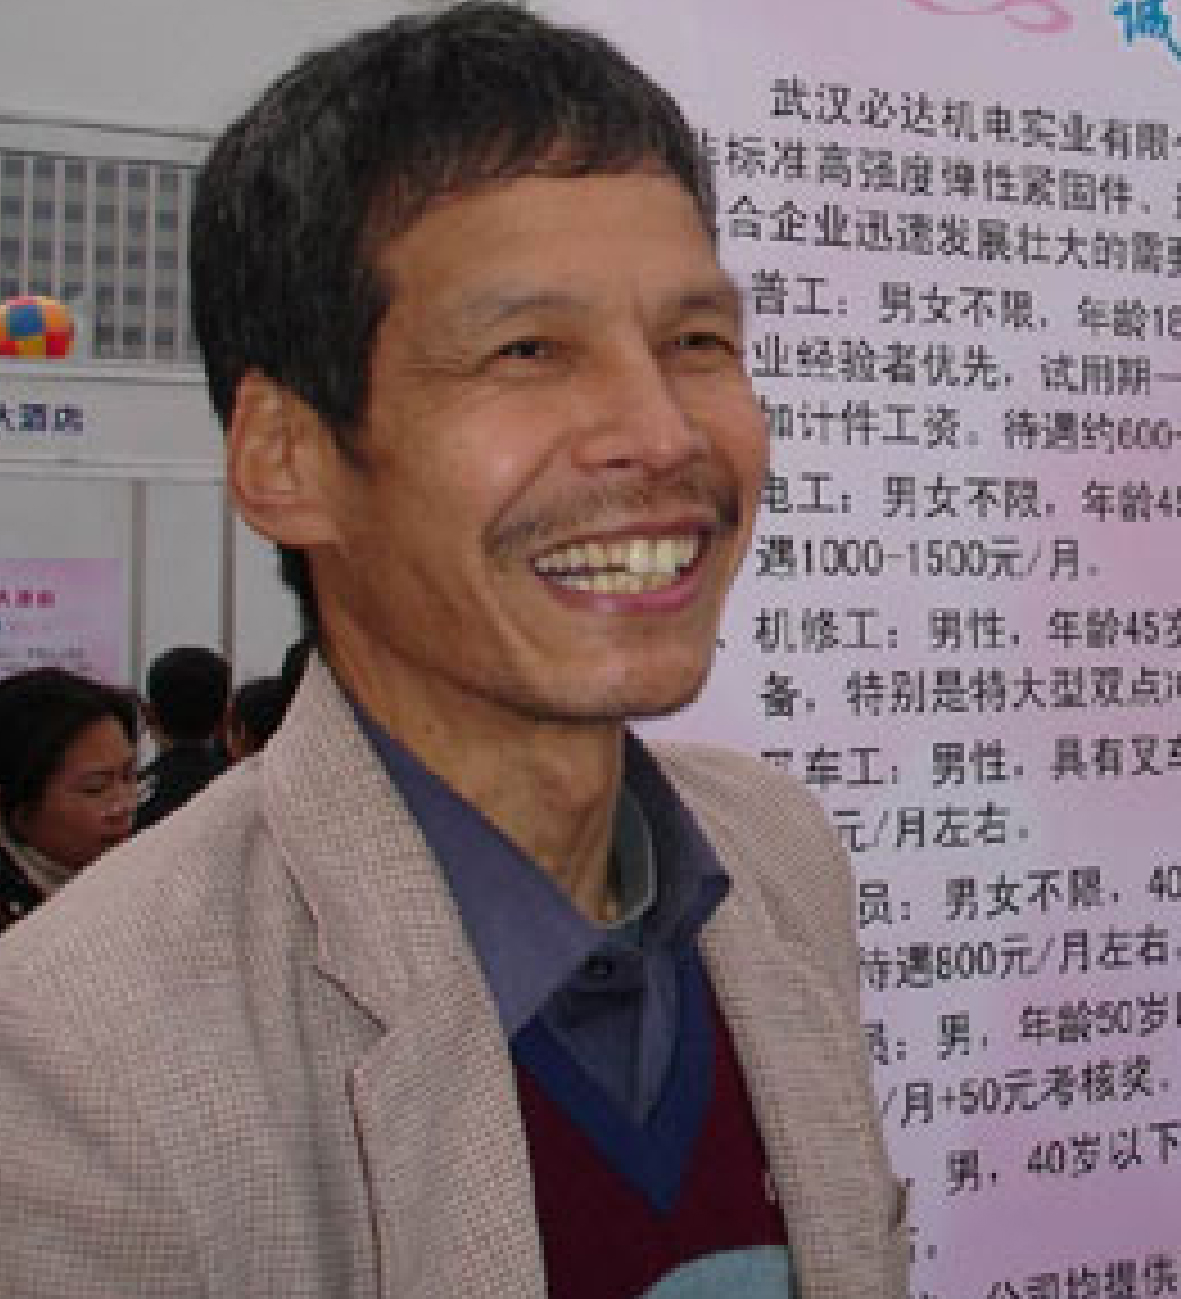 诚
武汉必达机电实业有限
标准高强度弹性紧固件、
合企业迅速发展壮大的需要
普工：男女不限，年龄18
业经验者优先，试用期一
加计件工资。待遇约600-
电工：男女不限，年龄45
遇1000-1500元/月。
、机修工：男性，年龄45岁
备，特别是特大型双点冲
叉车工：男性，具有叉车
元/月左右。
员：男女不限，40
待遇800元/月左右。
员：男，年龄50岁以
/月+50元考核奖。
男，40岁以下
公司均提供
大酒店